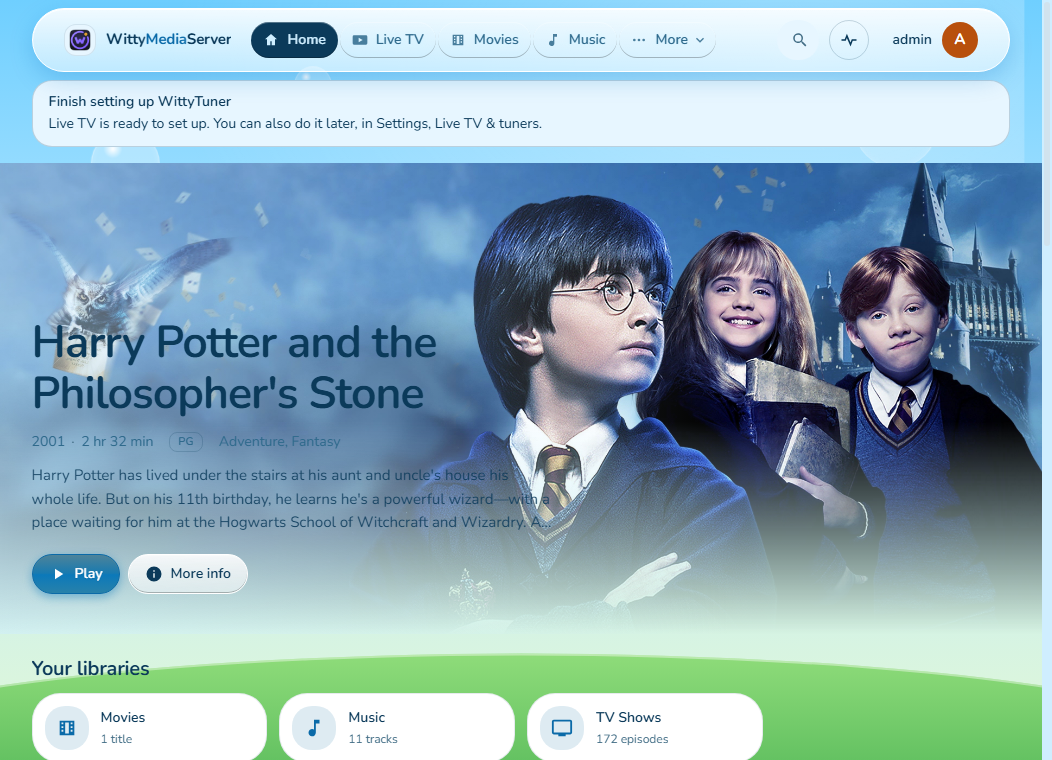 WittyMediaServer
Home
Live TV
Movies
Music
More
admin
A
Finish setting up WittyTuner
Live TV is ready to set up. You can also do it later, in Settings, Live TV & tuners.
Harry Potter and the
Philosopher's Stone
2001 · 2 hr 32 min PG Adventure, Fantasy
Harry Potter has lived under the stairs at his aunt and uncle's house his
whole life. But on his 11th birthday, he learns he's a powerful wizard—with a
place waiting for him at the Hogwarts School of Witchcraft and Wizardry. A...
Play
More info
Your libraries
Movies
1 title
Music
11 tracks
TV Shows
172 episodes